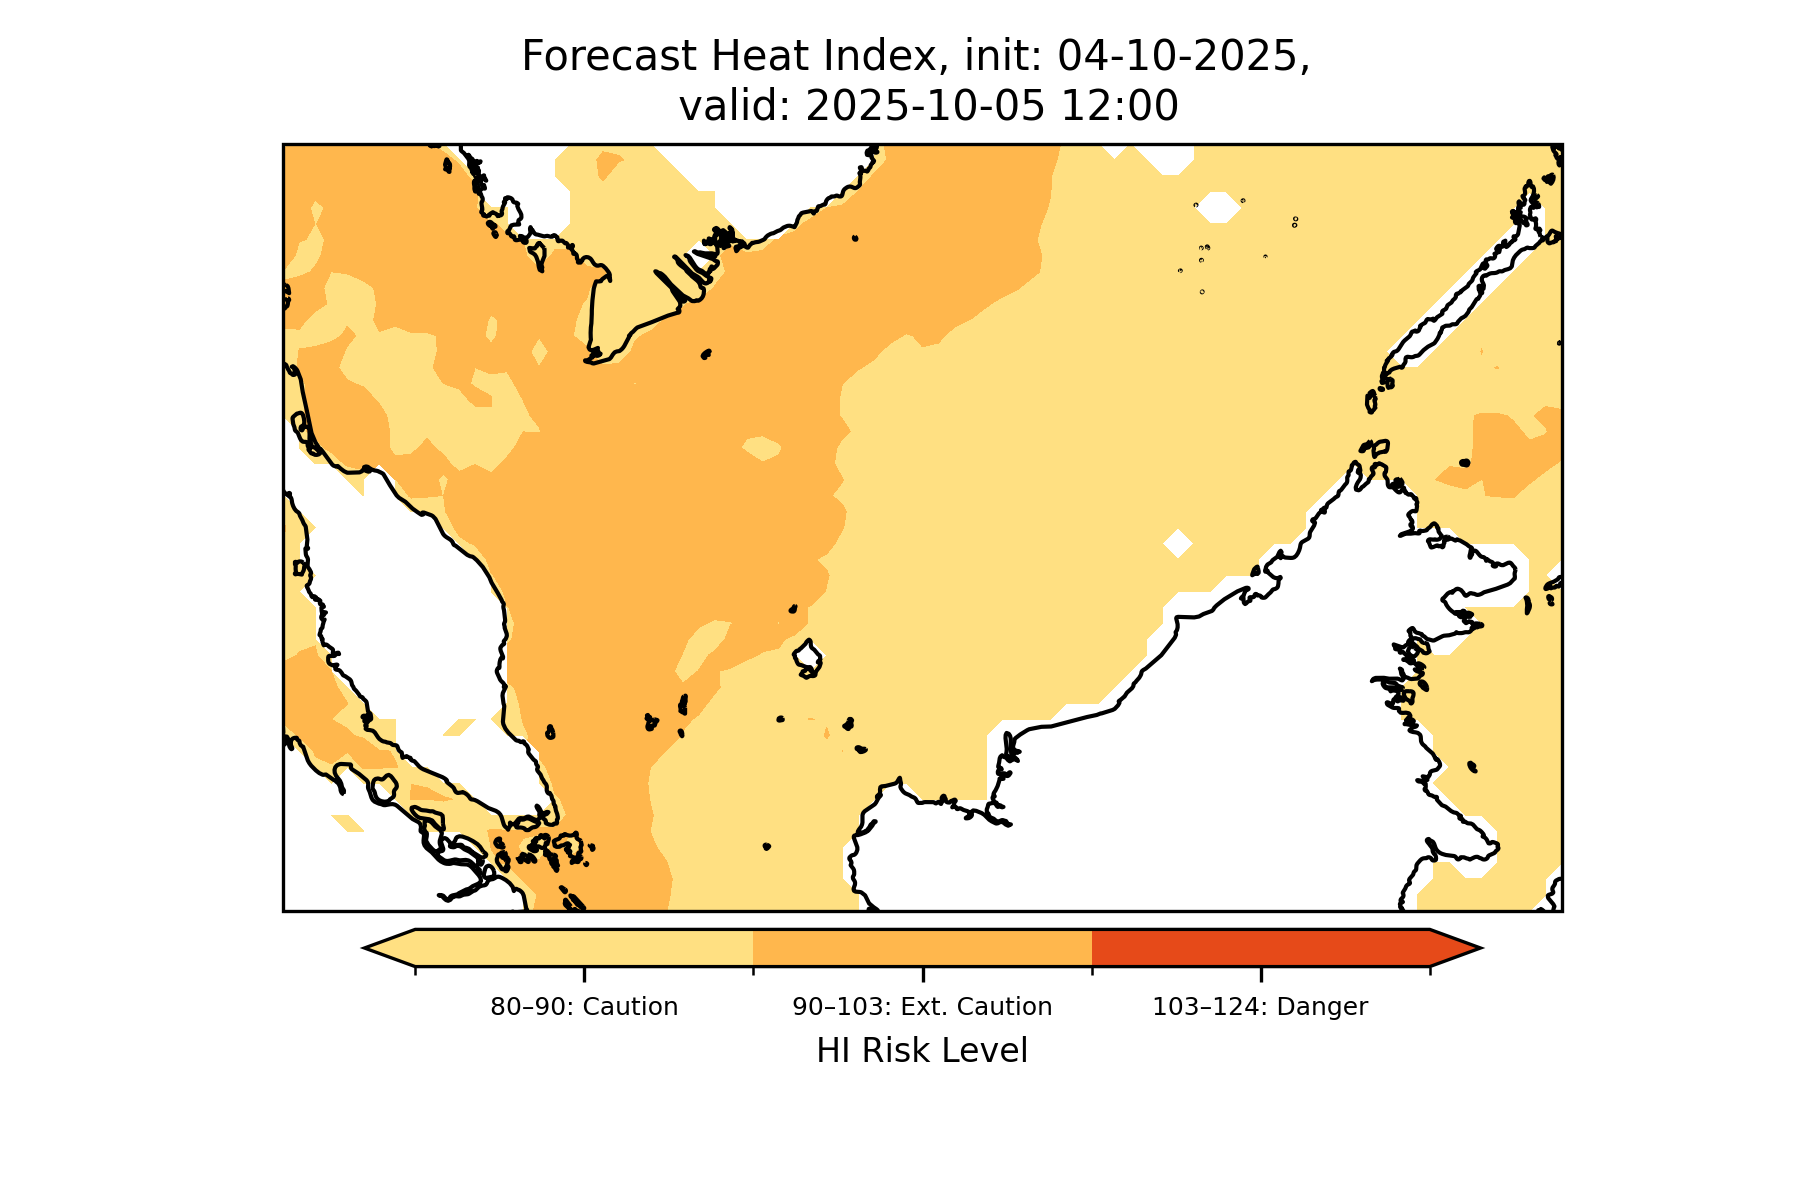 Forecast Heat Index, init: 04-10-2025,
valid: 2025-10-05 12:00
80–90: Caution
90–103: Ext. Caution
103–124: Danger
HI Risk Level